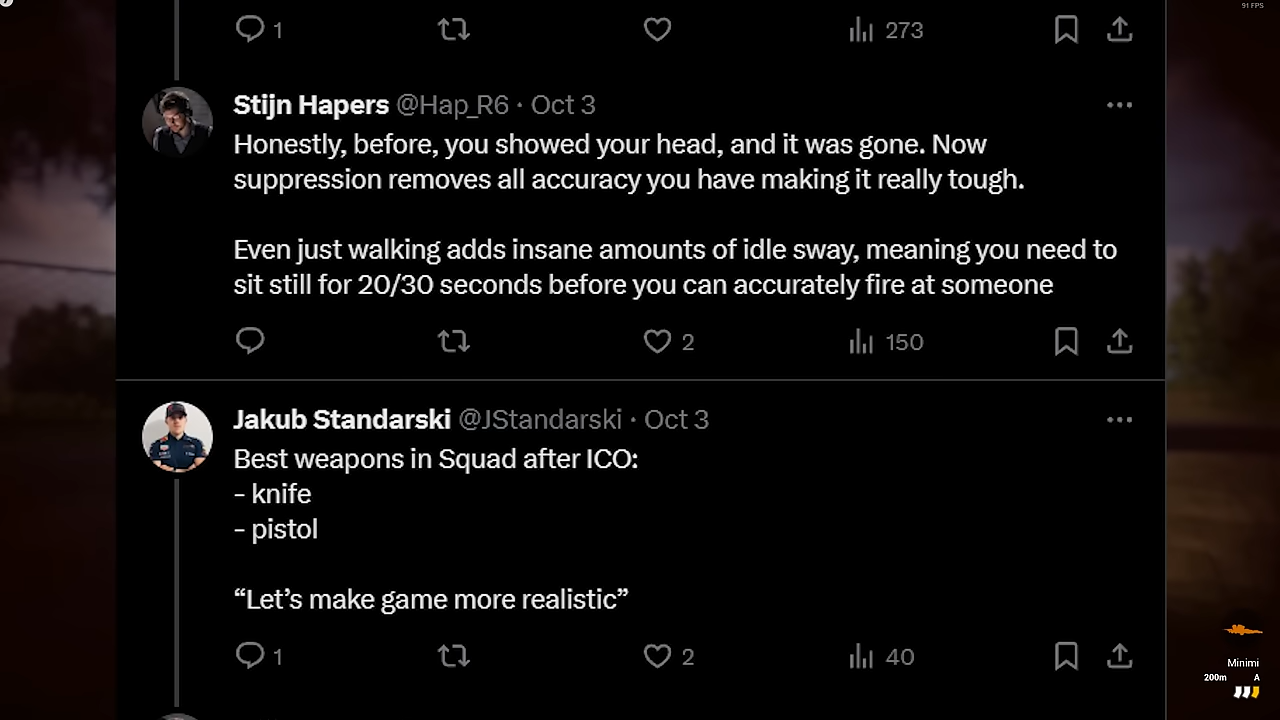 91 FPS
1
273
Stijn Hapers @Hap_R6 · Oct 3
Honestly, before, you showed your head, and it was gone. Now
suppression removes all accuracy you have making it really tough.
Even just walking adds insane amounts of idle sway, meaning you need to
sit still for 20/30 seconds before you can accurately fire at someone
2
150
Jakub Standarski @JStandarski · Oct 3
Best weapons in Squad after ICO:
- knife
- pistol
“Let’s make game more realistic”
1
2
40
Minimi
200m
A